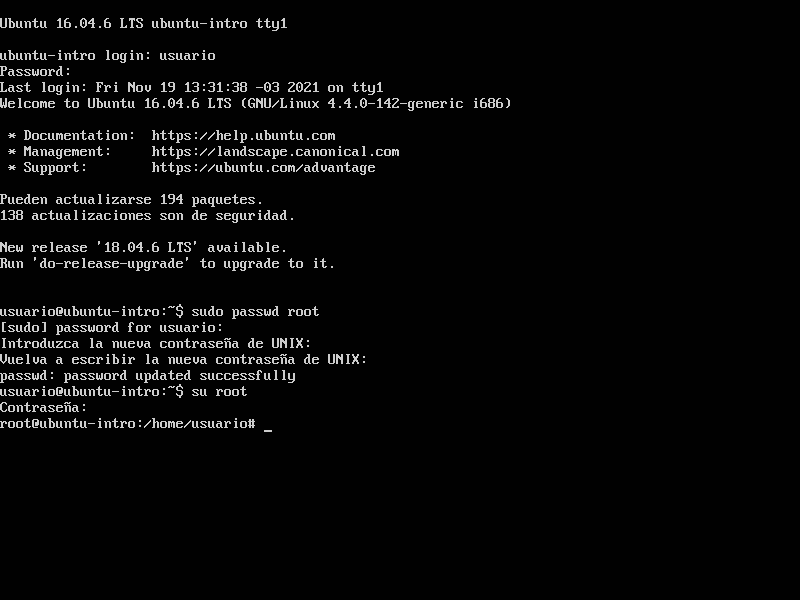 Ubuntu 16.04.6 LTS ubuntu-intro tty1
ubuntu-intro login: usuario
Password:
Last login: Fri Nov 19 13:31:38 -03 2021 on tty1
Welcome to Ubuntu 16.04.6 LTS (GNU/Linux 4.4.0-142-generic i686)
* Documentation:  https://help.ubuntu.com
* Management:     https://landscape.canonical.com
* Support:        https://ubuntu.com/advantage
Pueden actualizarse 194 paquetes.
138 actualizaciones son de seguridad.
New release '18.04.6 LTS' available.
Run 'do-release-upgrade' to upgrade to it.
usuario@ubuntu-intro:~$ sudo passwd root
[sudo] password for usuario:
Introduzca la nueva contraseña de UNIX:
Vuelva a escribir la nueva contraseña de UNIX:
passwd: password updated successfully
usuario@ubuntu-intro:~$ su root
Contraseña:
root@ubuntu-intro:/home/usuario# _